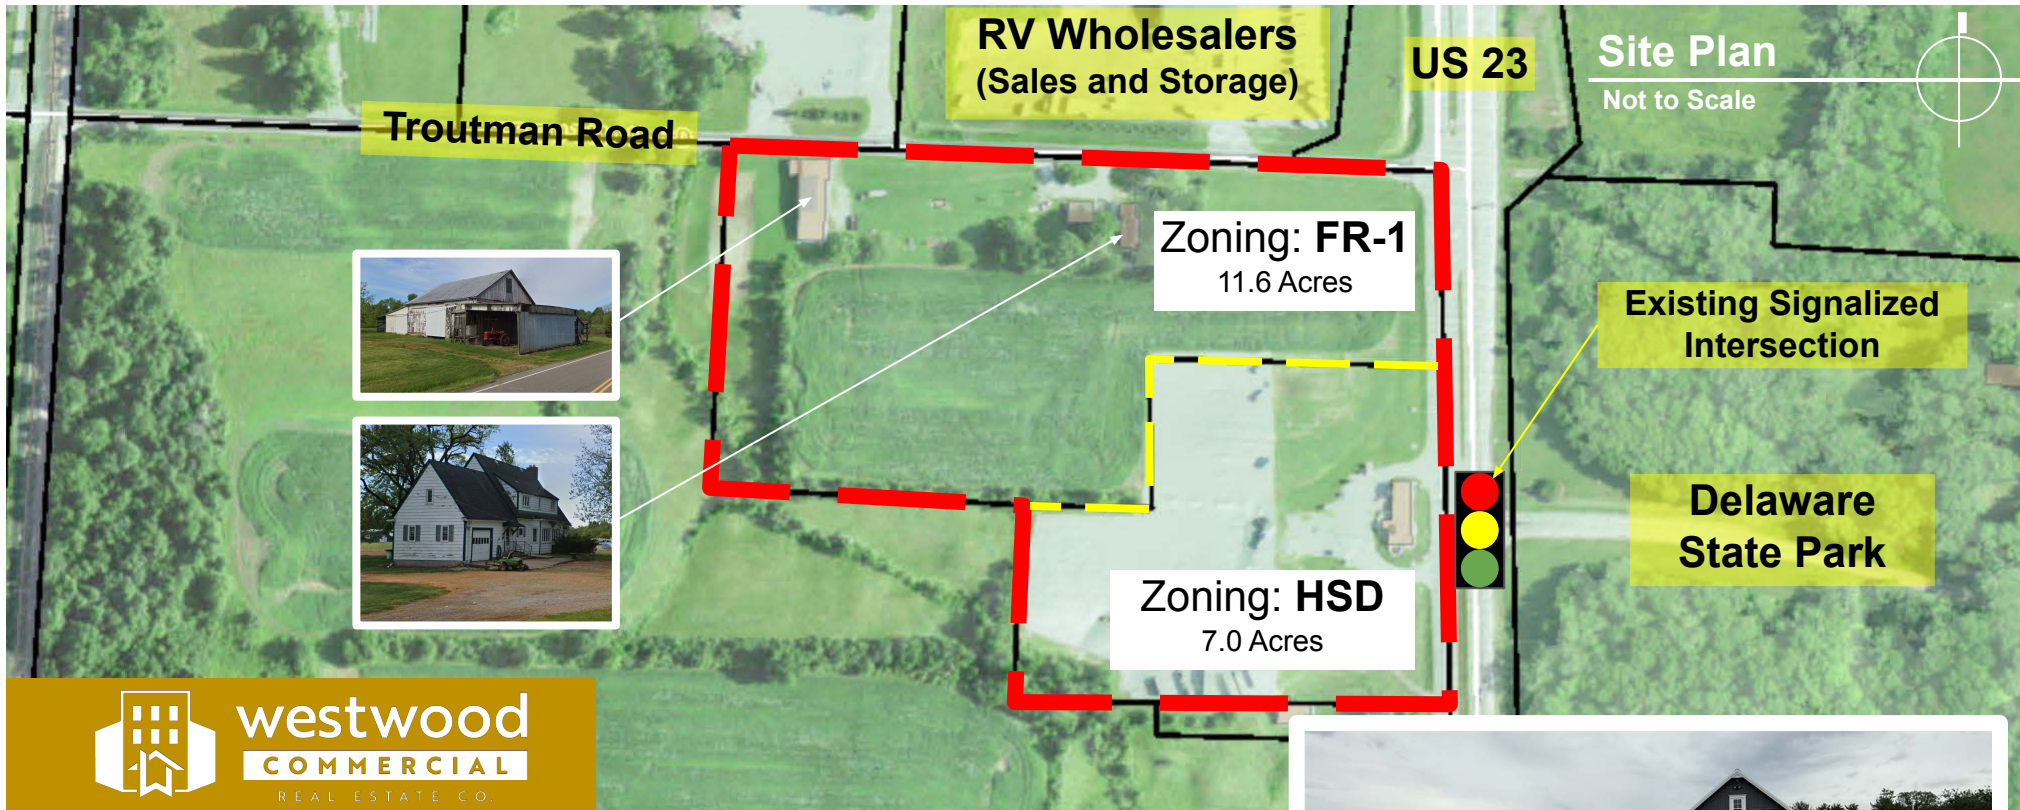 RV Wholesalers
(Sales and Storage)
US 23
Site Plan
Not to Scale
Troutman Road
Zoning: FR-1
11.6 Acres
Existing Signalized
Intersection
Delaware
State Park
Zoning: HSD
7.0 Acres
westwood
COMMERCIAL
REAL ESTATE CO.